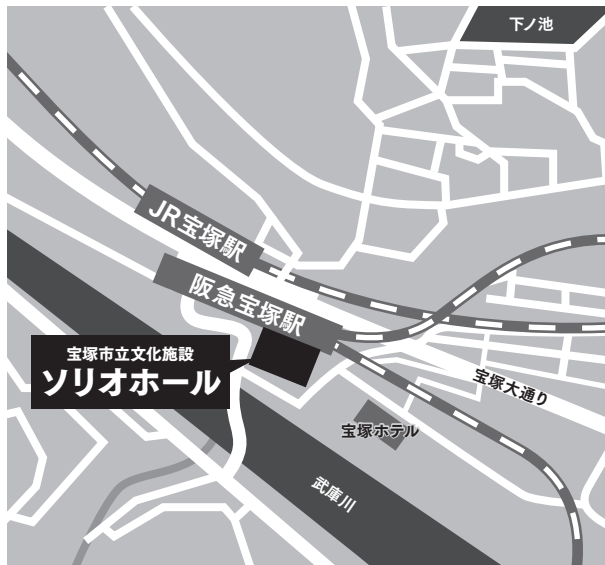 下ノ池
JR宝塚駅
阪急宝塚駅
宝塚市立文化施設
ソリオホール
宝塚大通り
宝塚ホテル
武庫川